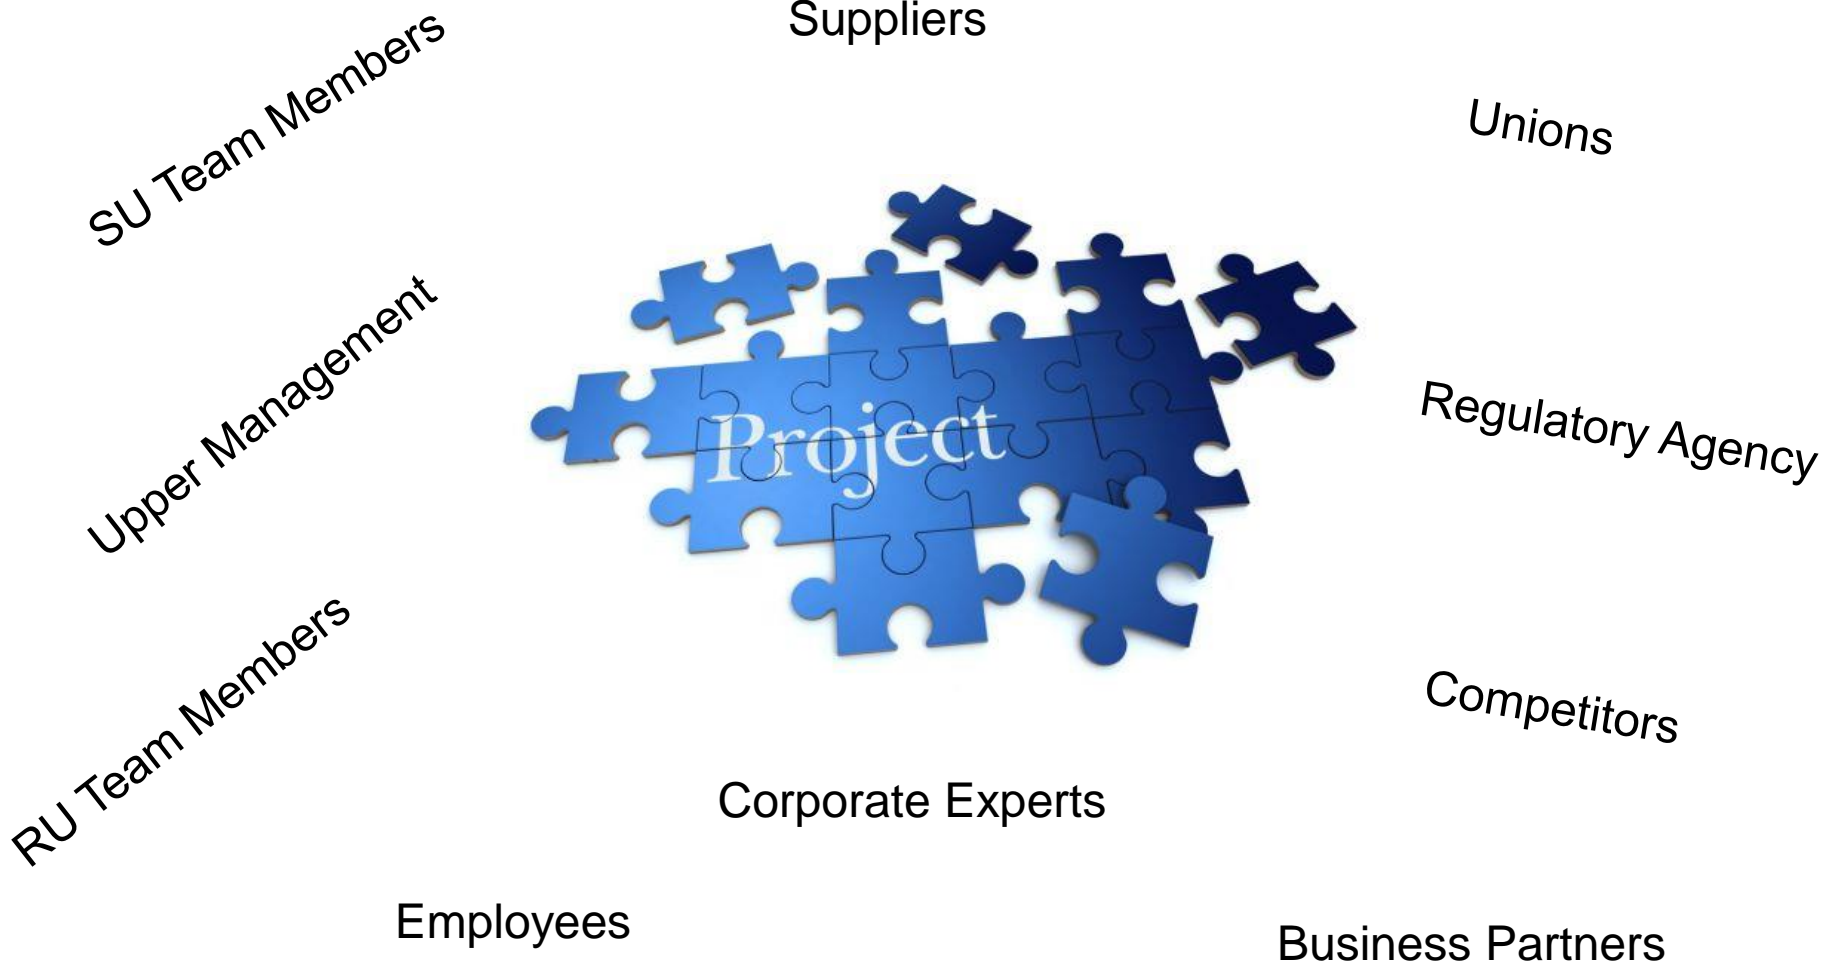 Suppliers
SU Team Members
Unions
Upper Management
Project
Regulatory Agency
RU Team Members
Competitors
Corporate Experts
Employees
Business Partners